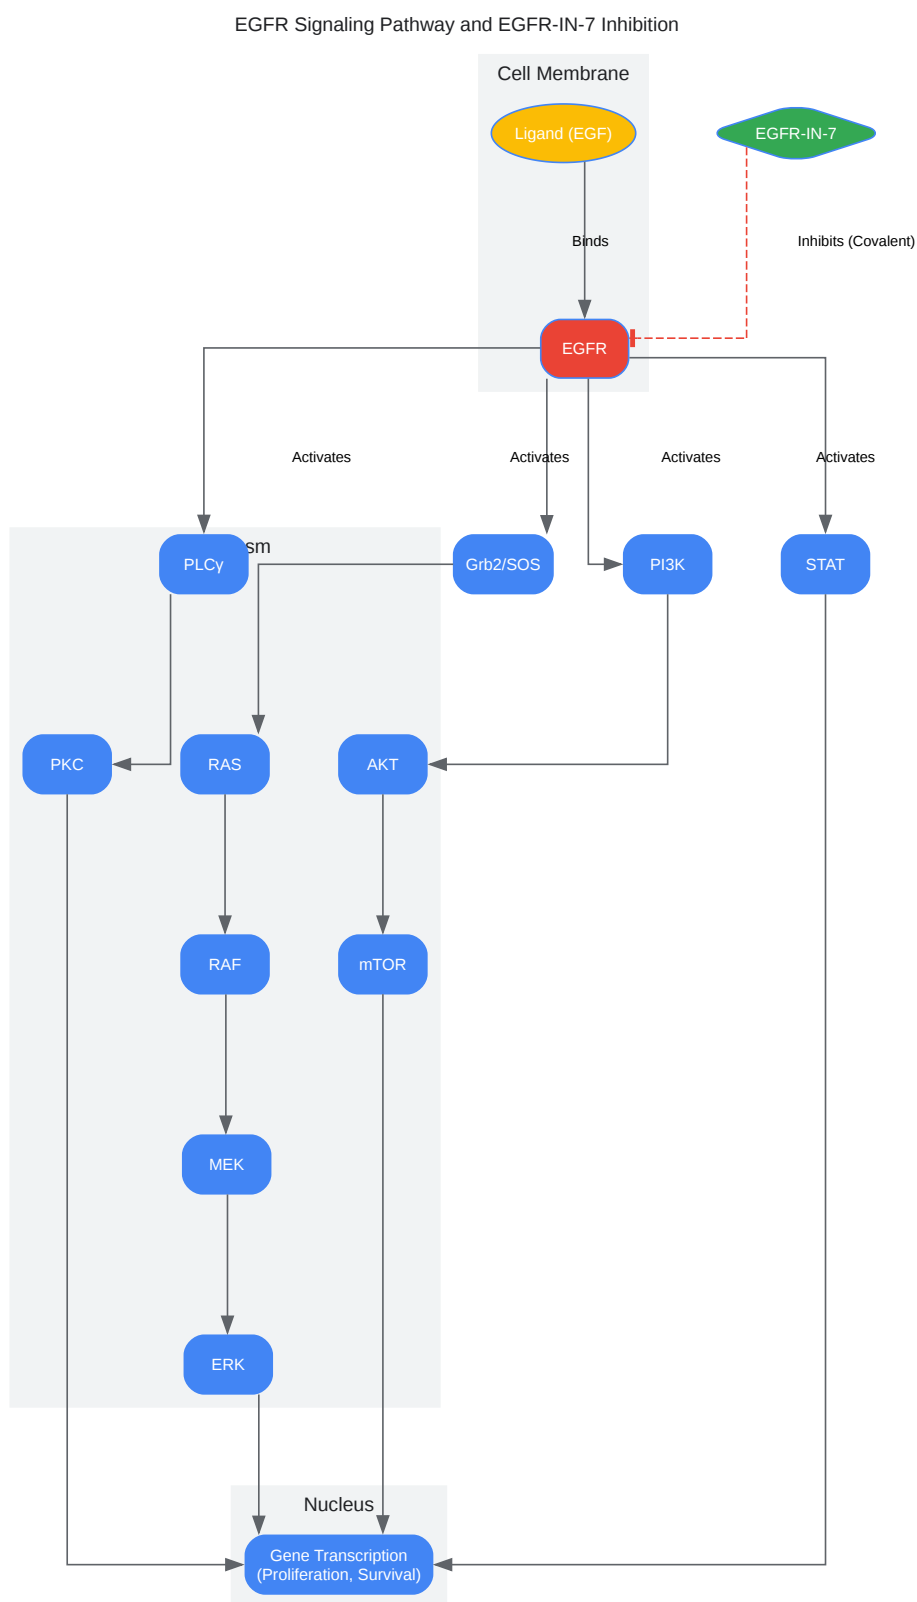 EGFR Signaling Pathway and EGFR-IN-7 Inhibition
Cell Membrane
Ligand (EGF)
EGFR-IN-7
Binds
Inhibits (Covalent)
EGFR
Activates
Activates
Activates
Activates
PLCγ
Grb2/SOS
PI3K
STAT
PKC
RAS
AKT
RAF
mTOR
MEK
ERK
Nucleus
Gene Transcription
(Proliferation, Survival)